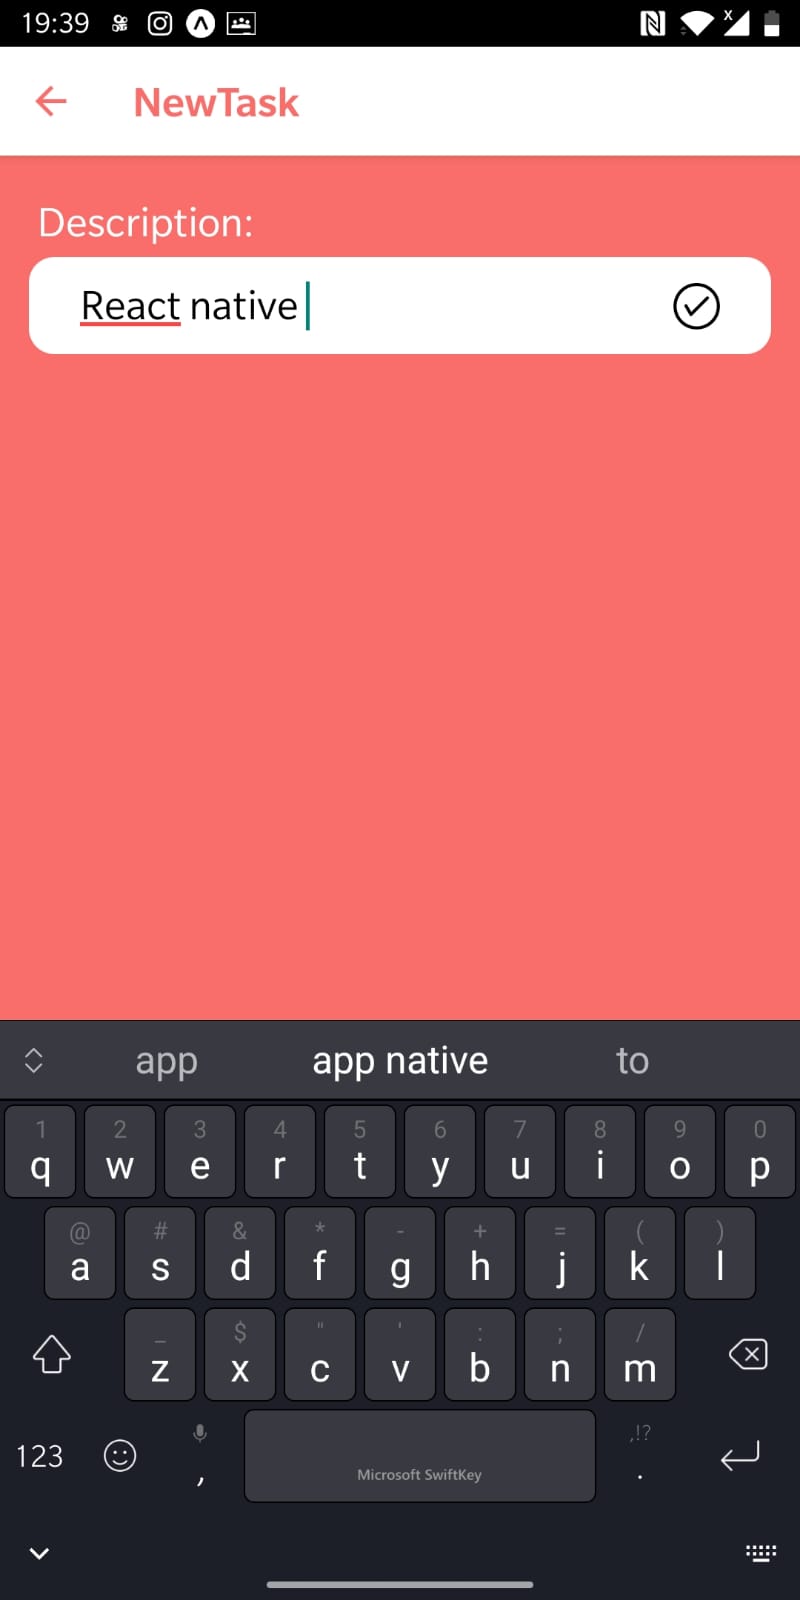 19:39
NewTask
Description:
React native
app app native to
1 2 3 4 5 6 7 8 9 0
q w e r t y u i o p
@ # & * - + = ( )
a s d f g h j k l
_ $ " ' : ; /
z x c v b n m
,!?
123 , .
Microsoft SwiftKey